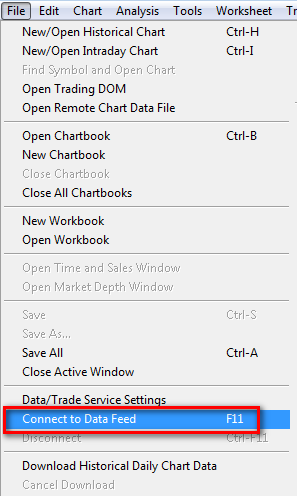 File Edit Chart Analysis Tools Worksheet
New/Open Historical Chart Ctrl-H
New/Open Intraday Chart Ctrl-I
Find Symbol and Open Chart
Open Trading DOM
Open Remote Chart Data File
Open Chartbook Ctrl-B
New Chartbook
Close Chartbook
Close All Chartbooks
New Workbook
Open Workbook
Open Time and Sales Window
Open Market Depth Window
Save Ctrl-S
Save As...
Save All Ctrl-A
Close Active Window
Data/Trade Service Settings
Connect to Data Feed F11
Disconnect Ctrl-F11
Download Historical Daily Chart Data
Cancel Download